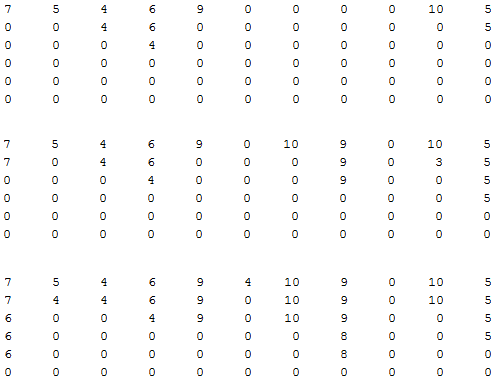 7 5 4 6 9 0 0 0 0 10 5
0 0 4 6 0 0 0 0 0 0 5
0 0 0 4 0 0 0 0 0 0 0
0 0 0 0 0 0 0 0 0 0 0
0 0 0 0 0 0 0 0 0 0 0
0 0 0 0 0 0 0 0 0 0 0
7 5 4 6 9 0 10 9 0 10 5
7 0 4 6 0 0 0 9 0 3 5
0 0 0 4 0 0 0 9 0 0 5
0 0 0 0 0 0 0 0 0 0 5
0 0 0 0 0 0 0 0 0 0 0
0 0 0 0 0 0 0 0 0 0 0
7 5 4 6 9 4 10 9 0 10 5
7 4 4 6 9 0 10 9 0 10 5
6 0 0 4 9 0 10 9 0 0 5
6 0 0 0 0 0 0 8 0 0 5
6 0 0 0 0 0 0 8 0 0 0
0 0 0 0 0 0 0 0 0 0 0